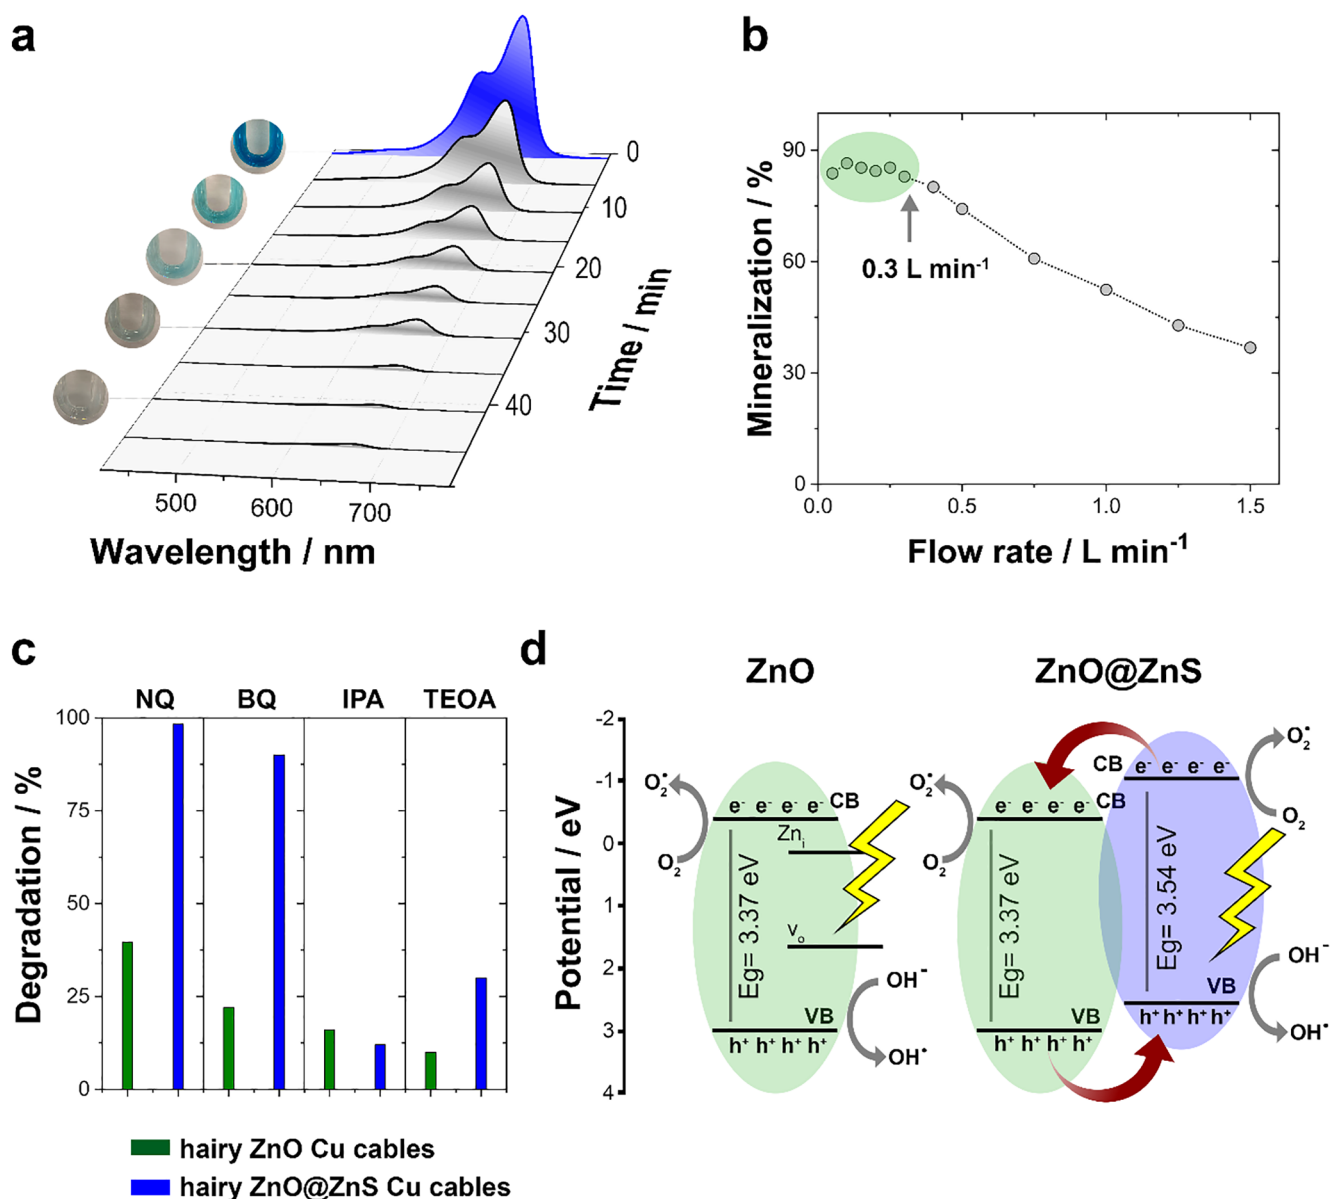 a
0
10
20
30
40
Time / min
500
600
700
Wavelength / nm
b
90
60
30
0
Mineralization / %
0.3 L min⁻¹
0.0
0.5
1.0
1.5
Flow rate / L min⁻¹
c
NQ
BQ
IPA
TEOA
100
75
50
25
0
Degradation / %
hairy ZnO Cu cables
hairy ZnO@ZnS Cu cables
d
ZnO
ZnO@ZnS
Potential / eV
-2
-1
0
1
2
3
4
O₂•
O₂
e⁻ e⁻ e⁻ e⁻ CB
Znᵢ
Eg= 3.37 eV
Vₒ
OH⁻
VB
h⁺ h⁺ h⁺ h⁺
OH•
O₂•
O₂
e⁻ e⁻ e⁻ e⁻ CB
Eg= 3.37 eV
VB
h⁺ h⁺ h⁺ h⁺
CB e⁻ e⁻ e⁻ e⁻
O₂•
O₂
Eg= 3.54 eV
OH⁻
VB
h⁺ h⁺ h⁺ h⁺
OH•